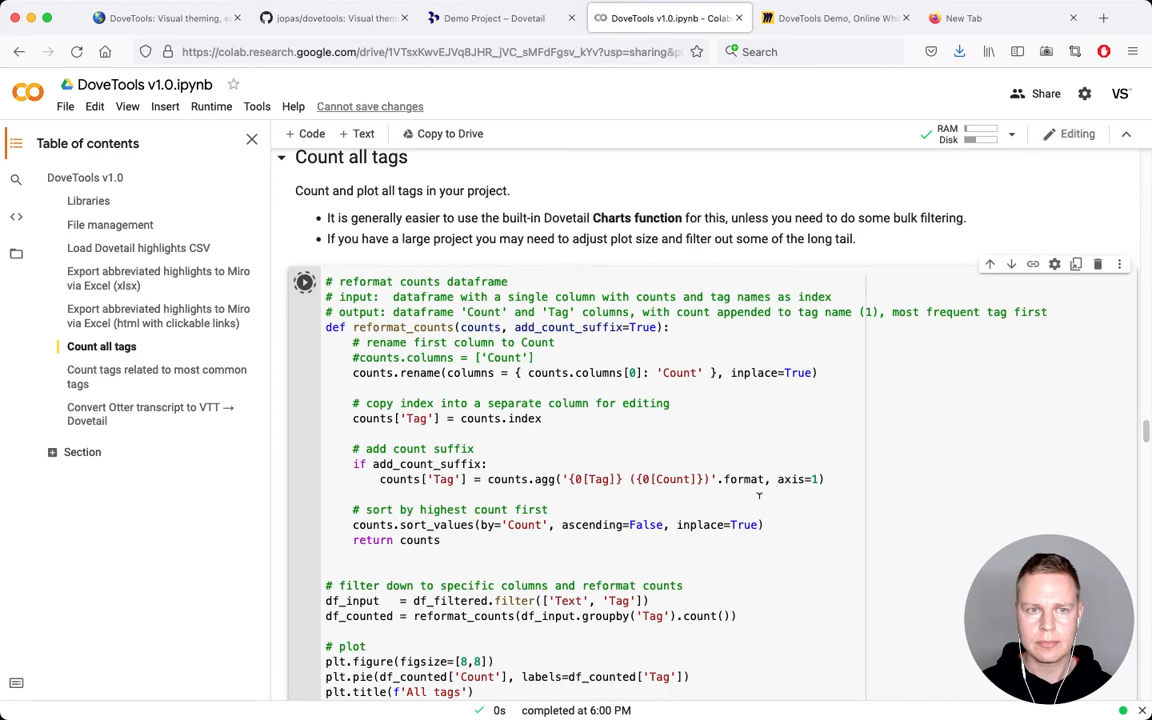 DoveTools: Visual theming, e
jopas/dovetools: Visual them
Demo Project – Dovetail
DoveTools v1.0.ipynb - Colab
DoveTools Demo, Online Whi
New Tab
https://colab.research.google.com/drive/1VTsxKwvEJVq8JHR_jVC_sMFdFgsv_kYv?usp=sharing&p
Search
DoveTools v1.0.ipynb
Share
VS
File Edit View Insert Runtime Tools Help Cannot save changes
Table of contents
+ Code + Text Copy to Drive
RAM
Disk
Editing
DoveTools v1.0
Libraries
File management
Load Dovetail highlights CSV
Export abbreviated highlights to Miro
via Excel (xlsx)
Export abbreviated highlights to Miro
via Excel (html with clickable links)
Count all tags
Count tags related to most common
tags
Convert Otter transcript to VTT →
Dovetail
Section
Count all tags
Count and plot all tags in your project.
• It is generally easier to use the built-in Dovetail Charts function for this, unless you need to do some bulk filtering.
• If you have a large project you may need to adjust plot size and filter out some of the long tail.
# reformat counts dataframe
# input:  dataframe with a single column with counts and tag names as index
# output: dataframe 'Count' and 'Tag' columns, with count appended to tag name (1), most frequent tag first
def reformat_counts(counts, add_count_suffix=True):
    # rename first column to Count
    #counts.columns = ['Count']
    counts.rename(columns = { counts.columns[0]: 'Count' }, inplace=True)
    # copy index into a separate column for editing
    counts['Tag'] = counts.index
    # add count suffix
    if add_count_suffix:
        counts['Tag'] = counts.agg('{0[Tag]} ({0[Count]})'.format, axis=1)
    # sort by highest count first
    counts.sort_values(by='Count', ascending=False, inplace=True)
    return counts
# filter down to specific columns and reformat counts
df_input   = df_filtered.filter(['Text', 'Tag'])
df_counted = reformat_counts(df_input.groupby('Tag').count())
# plot
plt.figure(figsize=[8,8])
plt.pie(df_counted['Count'], labels=df_counted['Tag'])
plt.title(f'All tags')
0s completed at 6:00 PM